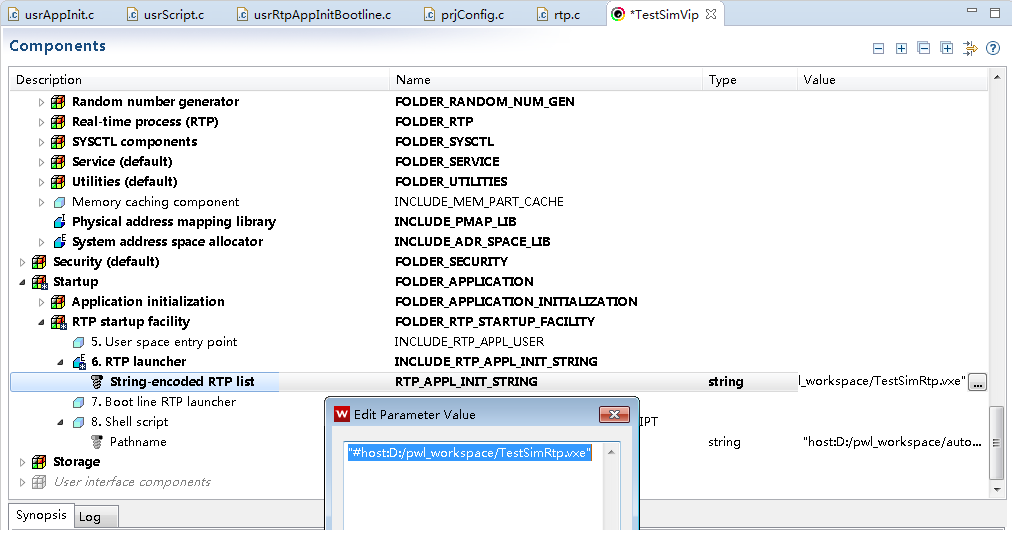 usrAppInit.c usrScript.c usrRtpAppInitBootline.c prjConfig.c rtp.c *TestSimVip
Components
Description Name Type Value
Random number generator FOLDER_RANDOM_NUM_GEN
Real-time process (RTP) FOLDER_RTP
SYSCTL components FOLDER_SYSCTL
Service (default) FOLDER_SERVICE
Utilities (default) FOLDER_UTILITIES
Memory caching component INCLUDE_MEM_PART_CACHE
Physical address mapping library INCLUDE_PMAP_LIB
System address space allocator INCLUDE_ADR_SPACE_LIB
Security (default) FOLDER_SECURITY
Startup FOLDER_APPLICATION
Application initialization FOLDER_APPLICATION_INITIALIZATION
RTP startup facility FOLDER_RTP_STARTUP_FACILITY
5. User space entry point INCLUDE_RTP_APPL_USER
6. RTP launcher INCLUDE_RTP_APPL_INIT_STRING
String-encoded RTP list RTP_APPL_INIT_STRING string l_workspace/TestSimRtp.vxe" ...
7. Boot line RTP launcher
8. Shell script IPT
Pathname string "host:D:/pwl_workspace/auto...
Storage
User interface components
Edit Parameter Value
"#host:D:/pwl_workspace/TestSimRtp.vxe"
Synopsis Log